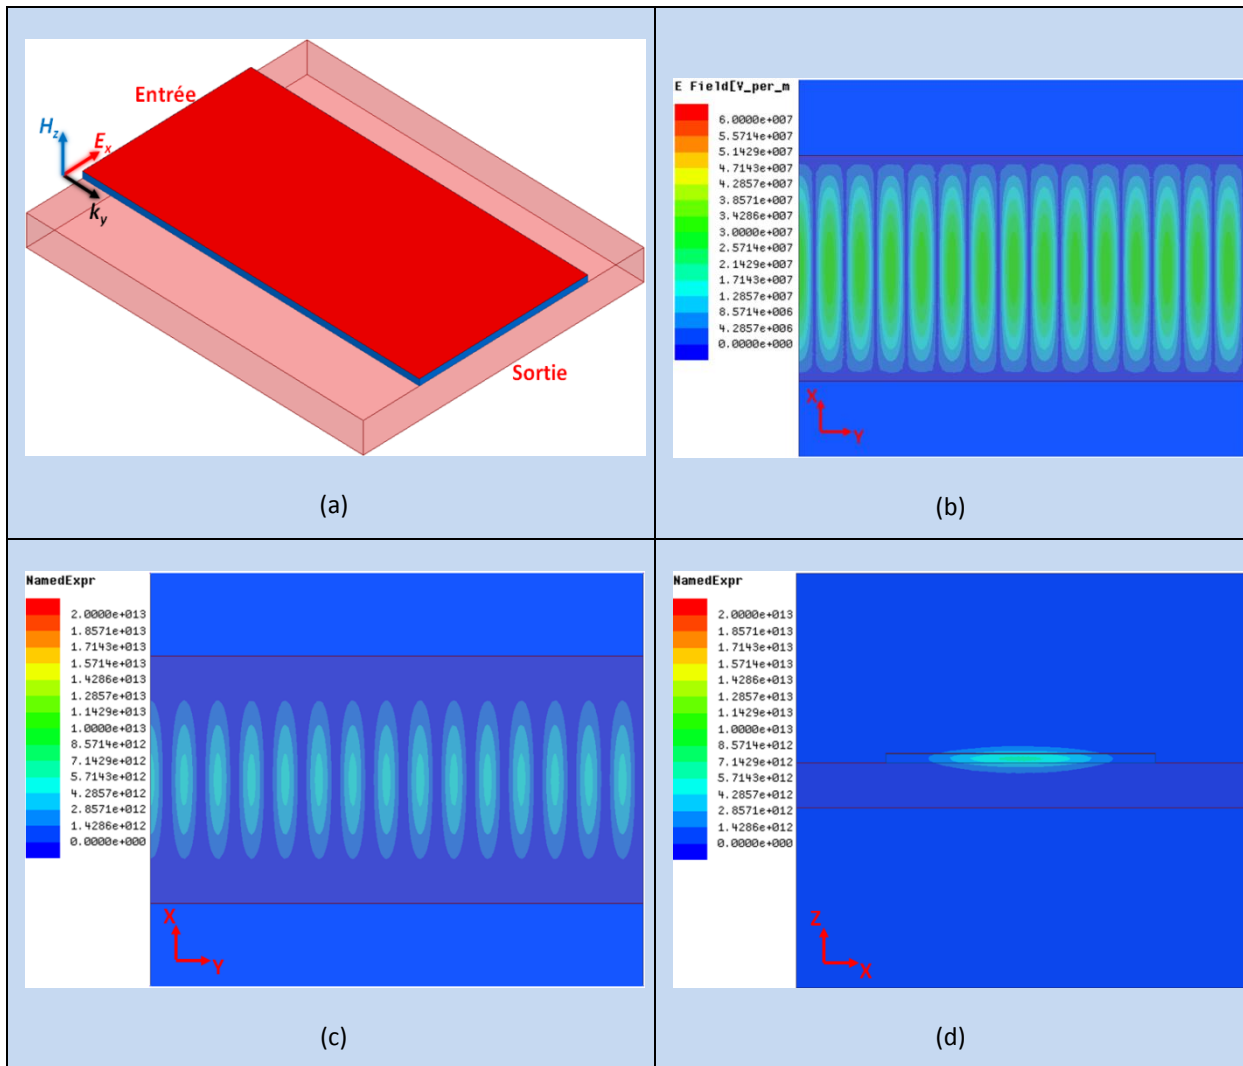 Entrée
H_z
E_x
k_y
Sortie
(a)
E Field[V_per_m
6.0000e+007
5.5714e+007
5.1429e+007
4.7143e+007
4.2857e+007
3.8571e+007
3.4286e+007
3.0000e+007
2.5714e+007
2.1429e+007
1.7143e+007
1.2857e+007
8.5714e+006
4.2857e+006
0.0000e+000
X
Y
(b)
NamedExpr
2.0000e+013
1.8571e+013
1.7143e+013
1.5714e+013
1.4286e+013
1.2857e+013
1.1429e+013
1.0000e+013
8.5714e+012
7.1429e+012
5.7143e+012
4.2857e+012
2.8571e+012
1.4286e+012
0.0000e+000
X
Y
(c)
NamedExpr
2.0000e+013
1.8571e+013
1.7143e+013
1.5714e+013
1.4286e+013
1.2857e+013
1.1429e+013
1.0000e+013
8.5714e+012
7.1429e+012
5.7143e+012
4.2857e+012
2.8571e+012
1.4286e+012
0.0000e+000
Z
X
(d)